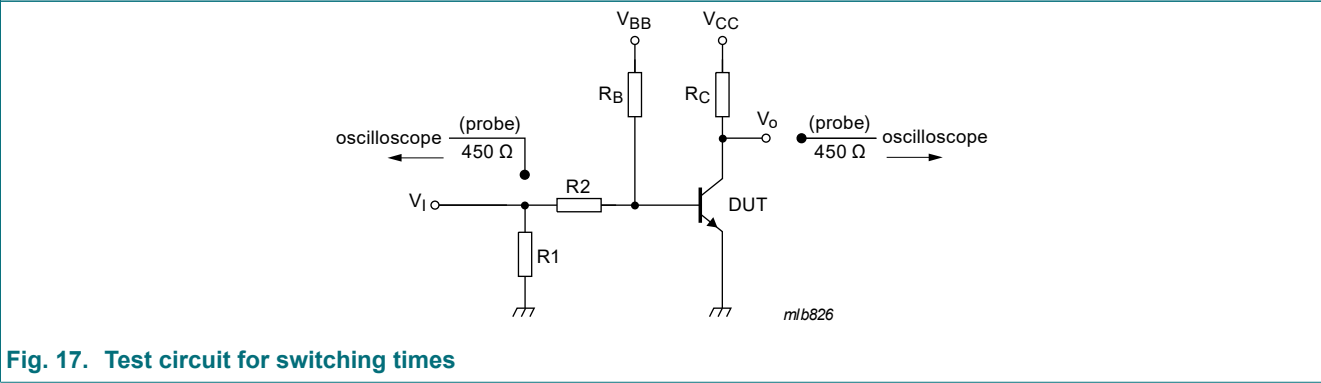 VBB
VCC
RB
RC
Vo
(probe)
450 Ω
oscilloscope
(probe)
450 Ω
oscilloscope
R2
VI
DUT
R1
mlb826
Fig. 17. Test circuit for switching times